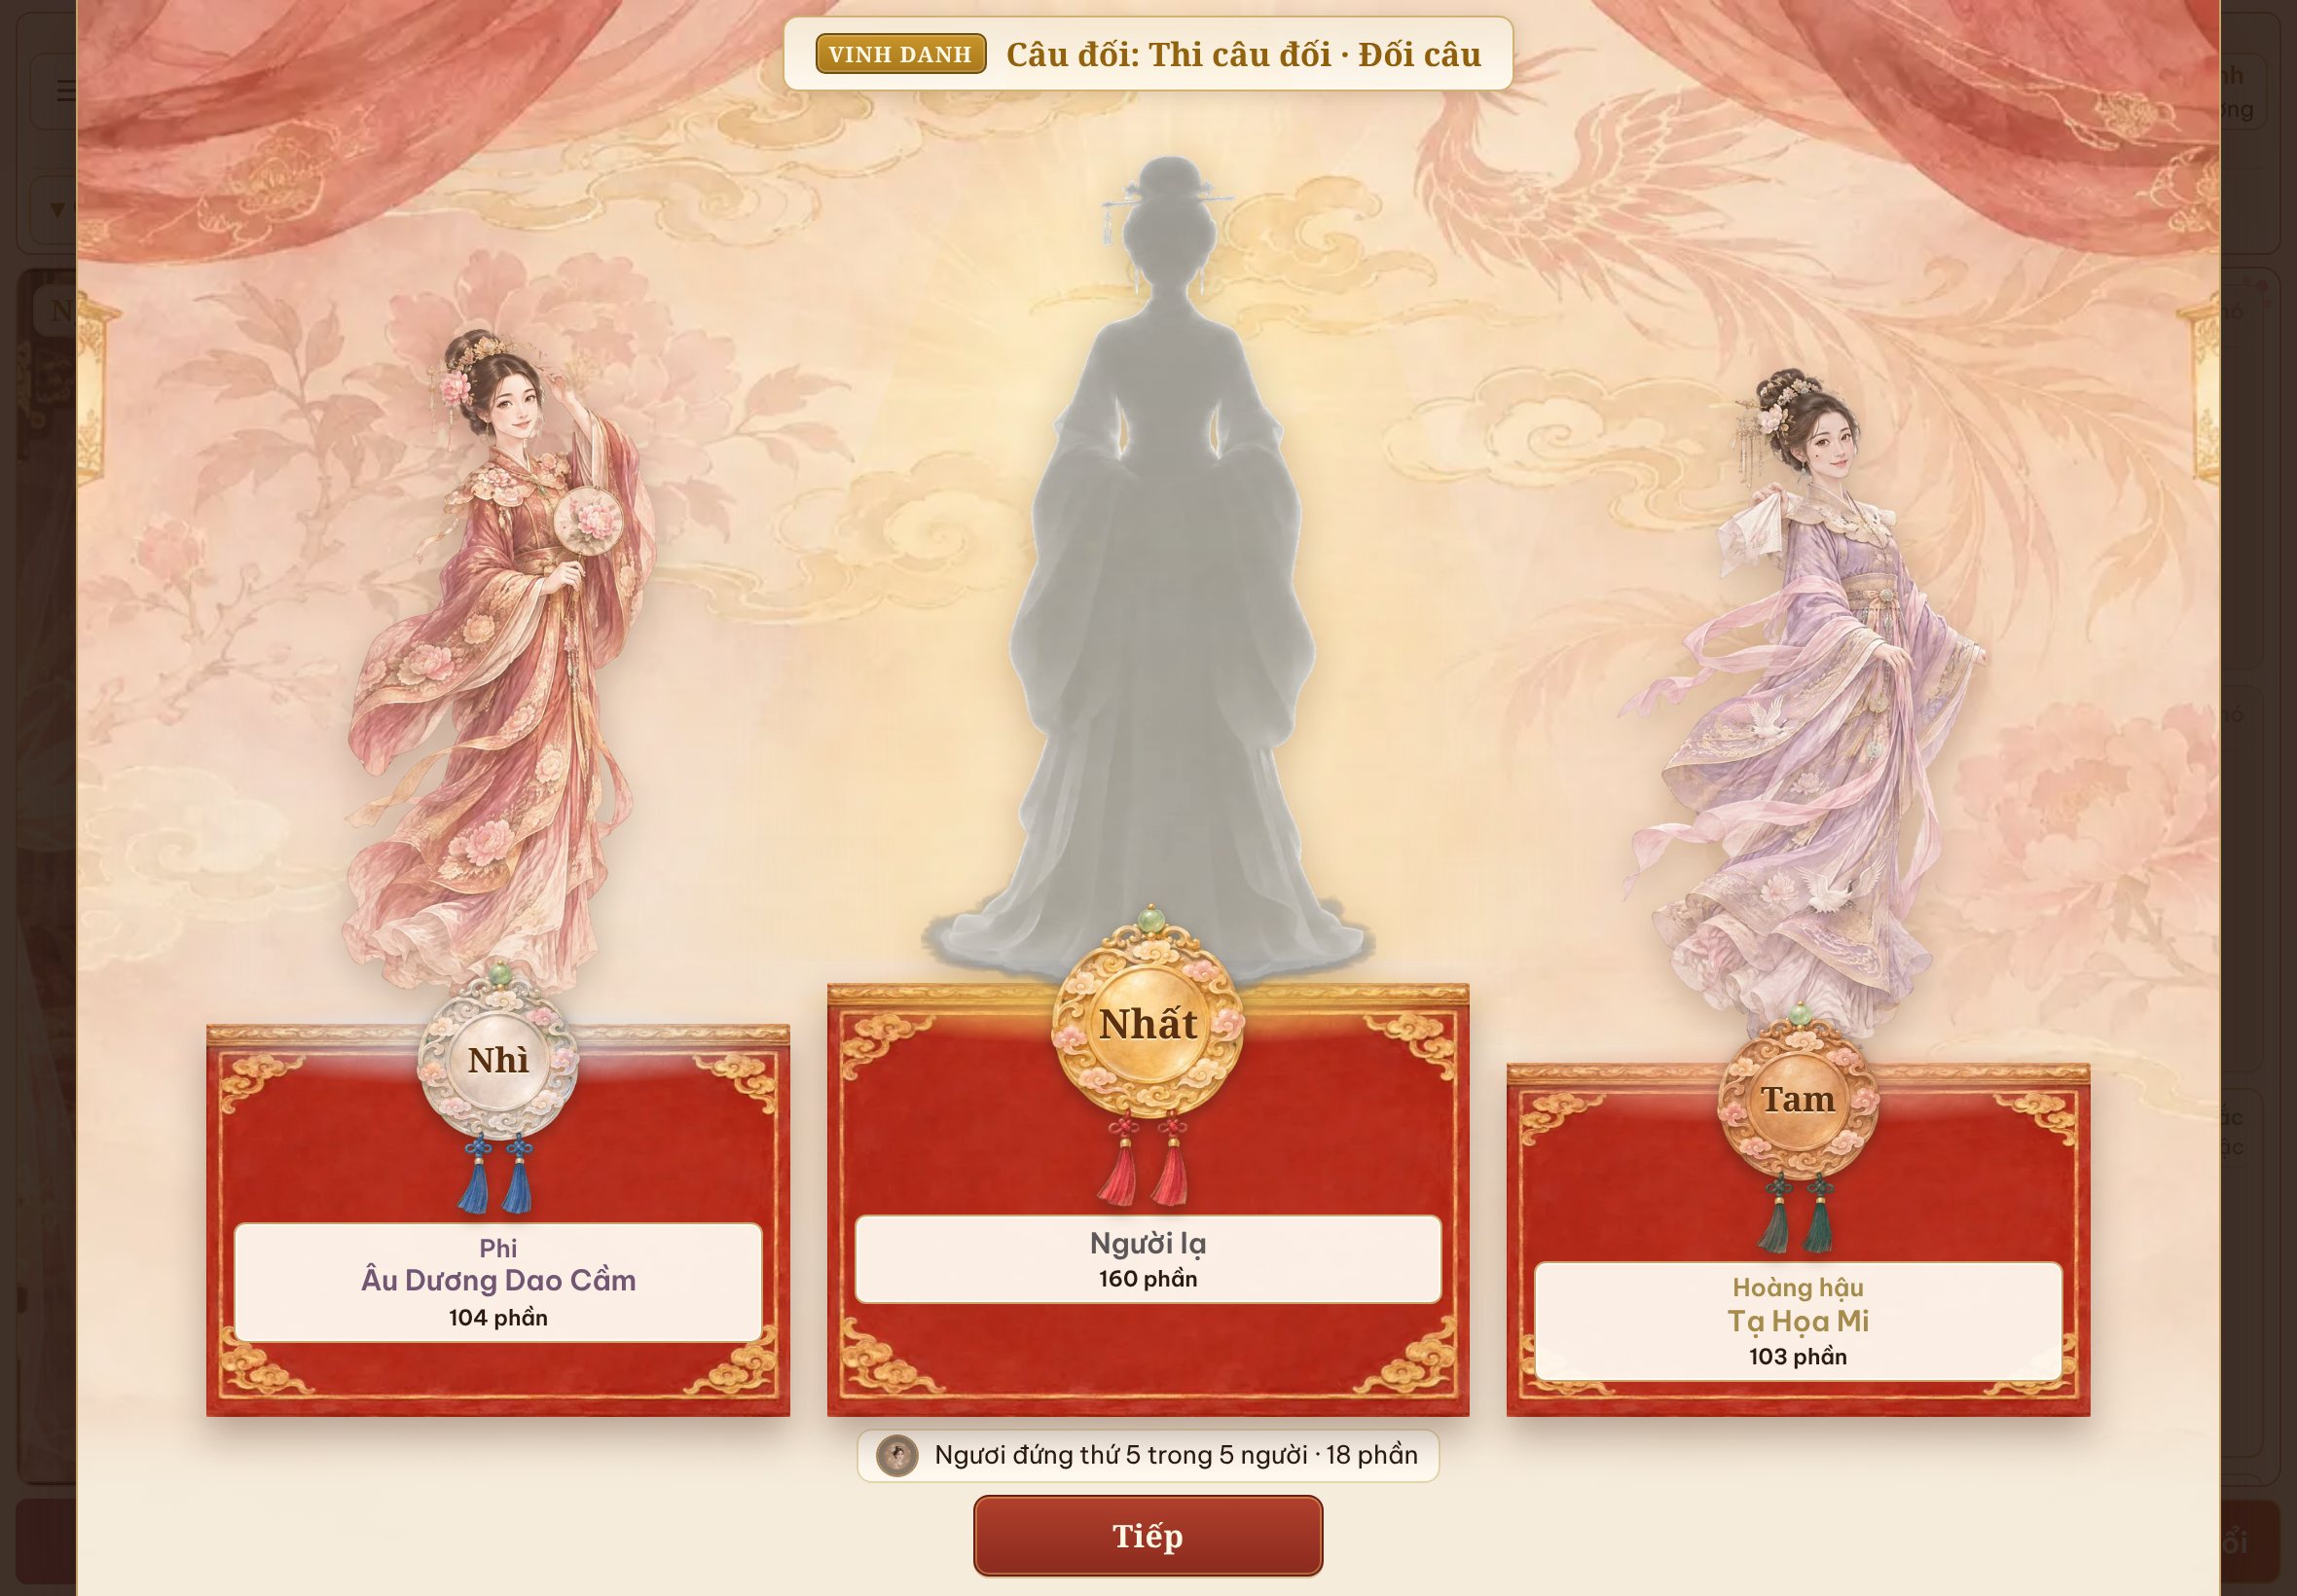 VINH DANH
Câu đối: Thi câu đối · Đối câu
Nhất
Nhì
Tam
Phi
Âu Dương Dao Cầm
104 phần
Người lạ
160 phần
Hoàng hậu
Tạ Họa Mi
103 phần
Ngươi đứng thứ 5 trong 5 người · 18 phần
Tiếp